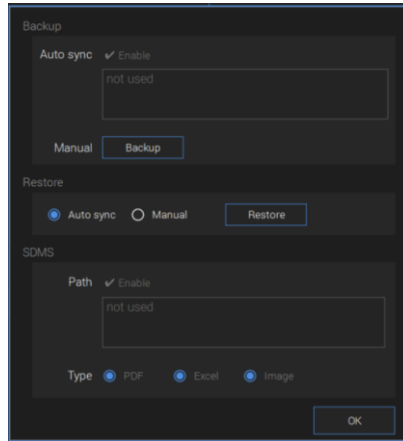 Backup
Auto sync ✔ Enable
not used
Manual Backup
Restore
Auto sync Manual Restore
SDMS
Path ✔ Enable
not used
Type PDF Excel Image
OK